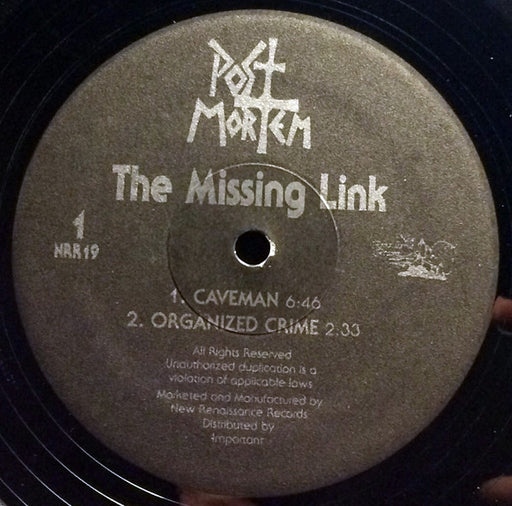 Post
Mortem
The Missing Link
1
NRR19
1. CAVEMAN 6:46
2. ORGANIZED CRIME 2:33
All Rights Reserved
Unauthorized duplication is a
violation of applicable laws
Marketed and Manufactured by
New Renaissance Records
Distributed by
Important